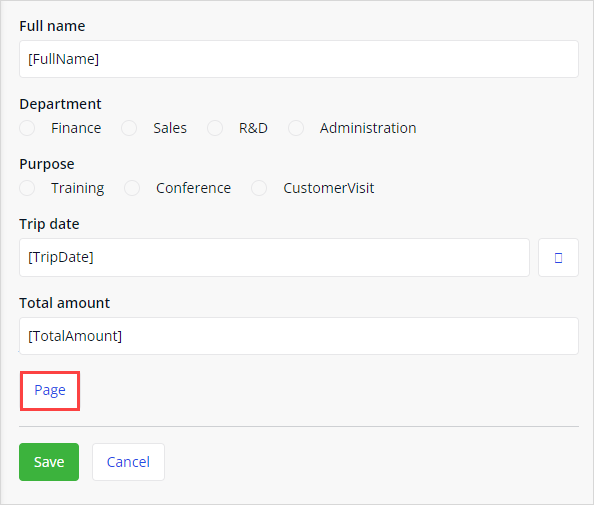 Full name
[FullName]
Department
Finance Sales R&D Administration
Purpose
Training Conference CustomerVisit
Trip date
[TripDate]
Total amount
[TotalAmount]
Page
Save Cancel